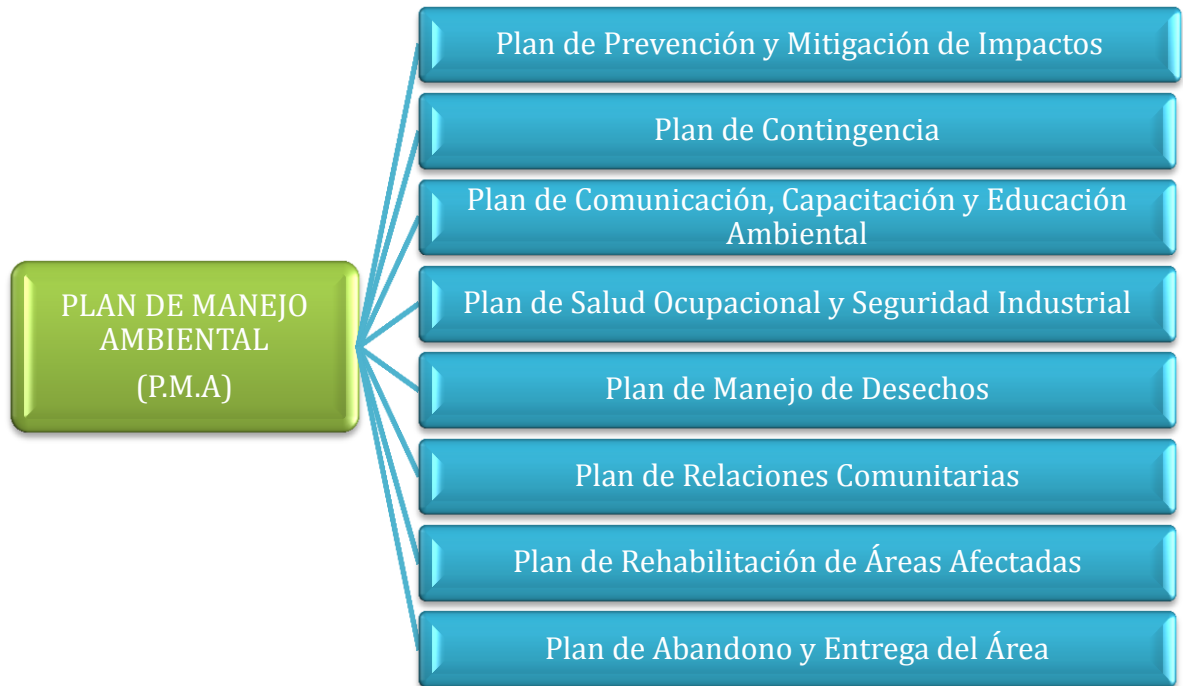 Plan de Prevención y Mitigación de Impactos
Plan de Contingencia
Plan de Comunicación, Capacitación y Educación
Ambiental
Plan de Salud Ocupacional y Seguridad Industrial
PLAN DE MANEJO
AMBIENTAL
(P.M.A)
Plan de Manejo de Desechos
Plan de Relaciones Comunitarias
Plan de Rehabilitación de Áreas Afectadas
Plan de Abandono y Entrega del Área